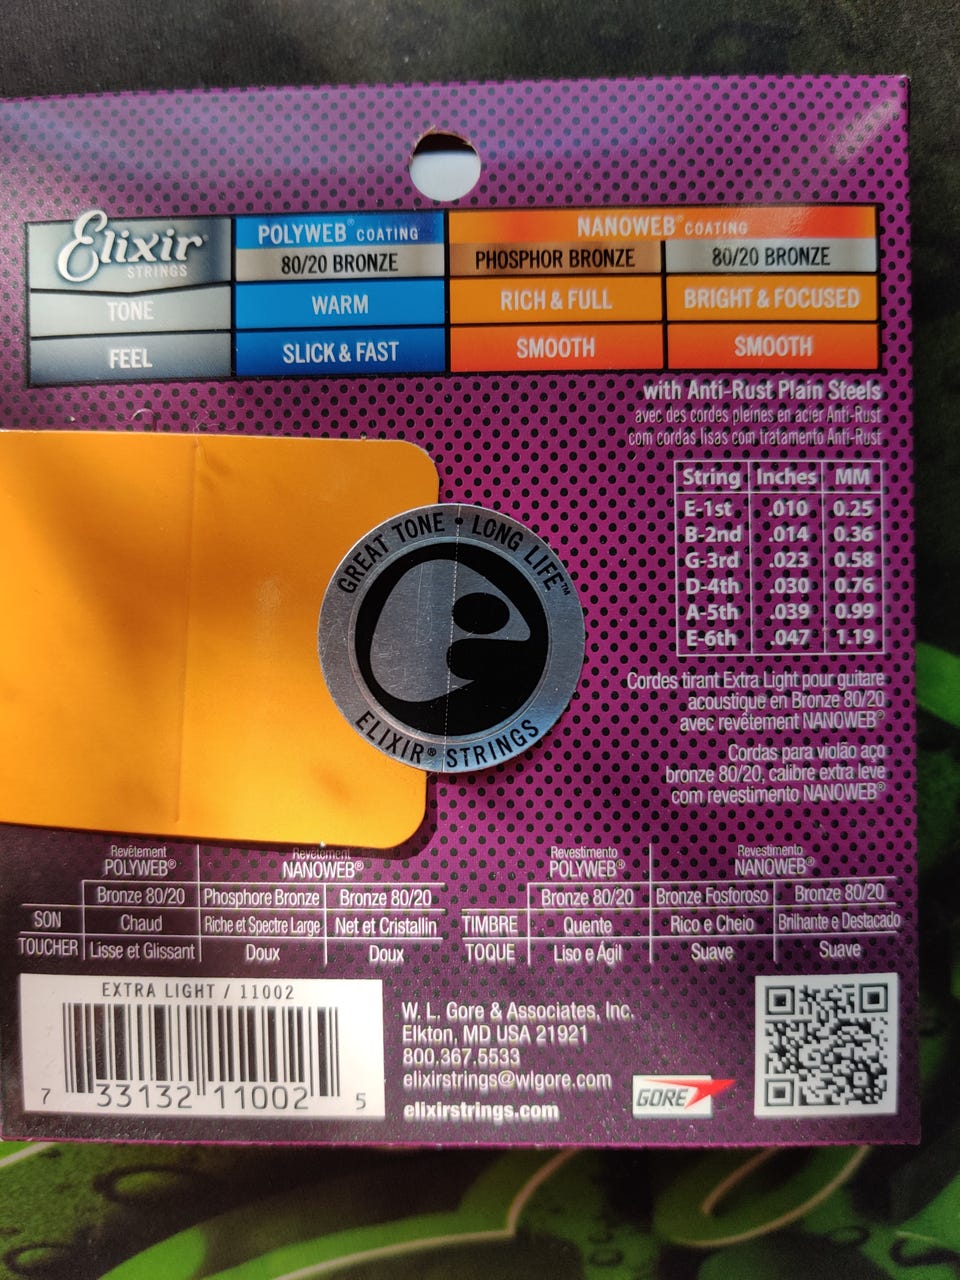 Elixir®
STRINGS
POLYWEB® COATING
NANOWEB® COATING
80/20 BRONZE
PHOSPHOR BRONZE
80/20 BRONZE
TONE
WARM
RICH & FULL
BRIGHT & FOCUSED
FEEL
SLICK & FAST
SMOOTH
SMOOTH
with Anti-Rust Plain Steels
avec des cordes pleines en acier Anti-Rust
com cordas lisas com tratamento Anti-Rust
String Inches MM
E-1st .010 0.25
B-2nd .014 0.36
G-3rd .023 0.58
D-4th .030 0.76
A-5th .039 0.99
E-6th .047 1.19
GREAT TONE • LONG LIFE™
ELIXIR® STRINGS
Cordes tirant Extra Light pour guitare
acoustique en Bronze 80/20
avec revêtement NANOWEB®
Cordas para violão aço
bronze 80/20, calibre extra leve
com revestimento NANOWEB®
Revêtement
POLYWEB®
Revêtement
NANOWEB®
Bronze 80/20 Phosphore Bronze Bronze 80/20
SON Chaud Riche et Spectre Large Net et Cristallin
TOUCHER Lisse et Glissant Doux Doux
Revestimento
POLYWEB®
Revestimento
NANOWEB®
Bronze 80/20 Bronze Fosforoso Bronze 80/20
TIMBRE Quente Rico e Cheio Brilhante e Destacado
TOQUE Liso e Ágil Suave Suave
EXTRA LIGHT / 11002
7 33132 11002 5
W. L. Gore & Associates, Inc.
Elkton, MD USA 21921
800.367.5533
elixirstrings@wlgore.com
elixirstrings.com
GORE